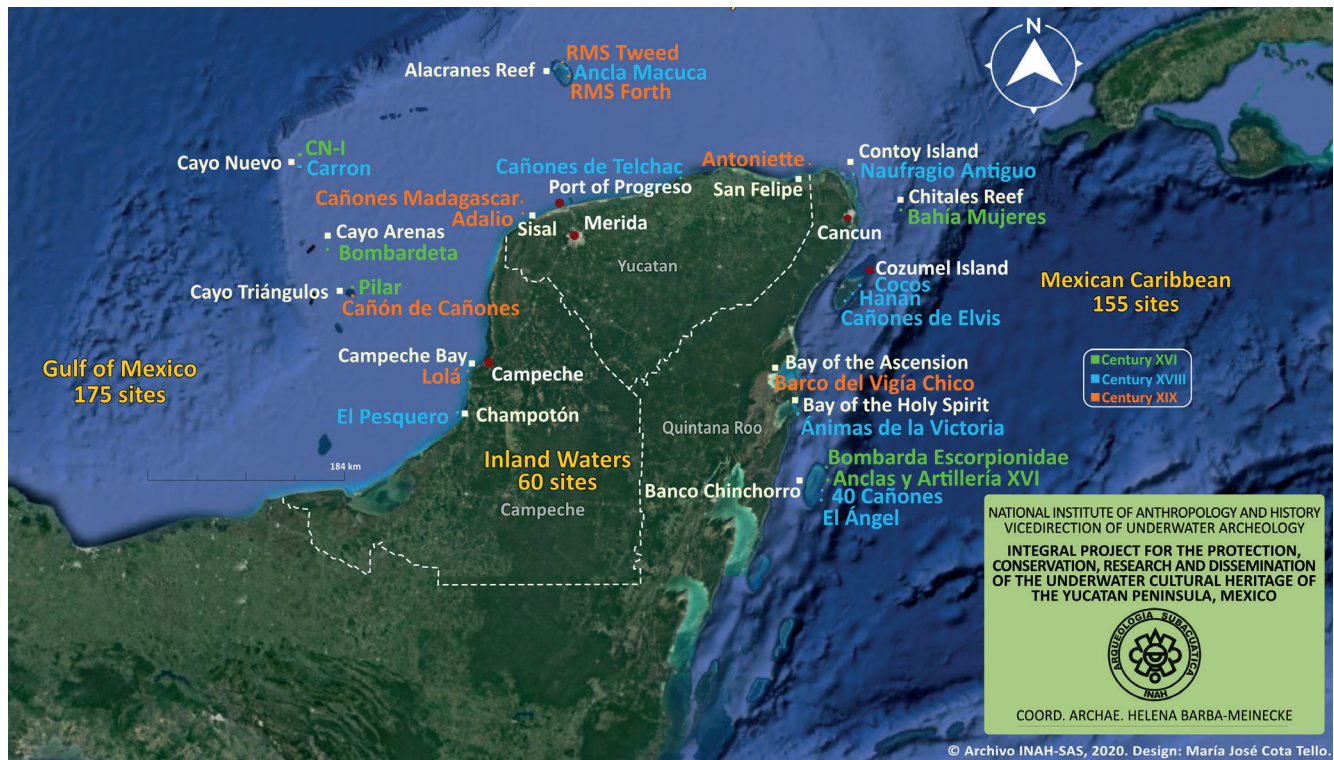 N
RMS Tweed
Alacranes Reef
Ancla Macuca
RMS Forth
CN-I
Cayo Nuevo
Carron
Cañones de Telchac
Port of Progreso
Antoniette
San Felipe
Contoy Island
Naufragio Antiguo
Chitales Reef
Bahía Mujeres
Cañones Madagascar
Adalio
Sisal
Merida
Cancun
Cayo Arenas
Bombardeta
Yucatan
Cozumel Island
Cocos
Hanan
Cañones de Elvis
Mexican Caribbean
155 sites
Pilar
Cayo Triángulos
Cañón de Cañones
Gulf of Mexico
175 sites
Campeche Bay
Lolá
Campeche
Bay of the Ascension
Barco del Vigía Chico
Bay of the Holy Spirit
Ánimas de la Victoria
Century XVI
Century XVIII
Century XIX
El Pesquero
Champotón
Quintana Roo
Inland Waters
60 sites
Campeche
184 km
Bombarda Escorpionidae
Anclas y Artillería XVI
Banco Chinchorro
40 Cañones
El Ángel
NATIONAL INSTITUTE OF ANTHROPOLOGY AND HISTORY
VICEDIRECTION OF UNDERWATER ARCHEOLOGY
INTEGRAL PROJECT FOR THE PROTECTION,
CONSERVATION, RESEARCH AND DISSEMINATION
OF THE UNDERWATER CULTURAL HERITAGE OF
THE YUCATAN PENINSULA, MEXICO
ARQUEOLOGÍA SUBACUATICA
INAH
COORD. ARCHAE. HELENA BARBA-MEINECKE
© Archivo INAH-SAS, 2020. Design: María José Cota Tello.